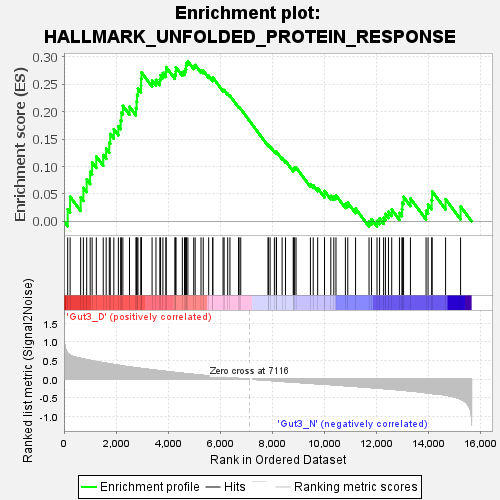 Enrichment plot:
HALLMARK_UNFOLDED_PROTEIN_RESPONSE
Enrichment score (ES)
0.30
0.25
0.20
0.15
0.10
0.05
0.00
Ranked list metric (Signal2Noise)
1.5
1.0
0.5
0.0
-0.5
-1.0
'Gut3_D' (positively correlated)
Zero cross at 7116
'Gut3_N' (negatively correlated)
0
2,000
4,000
6,000
8,000
10,000
12,000
14,000
16,000
Rank in Ordered Dataset
Enrichment profile
Hits
Ranking metric scores